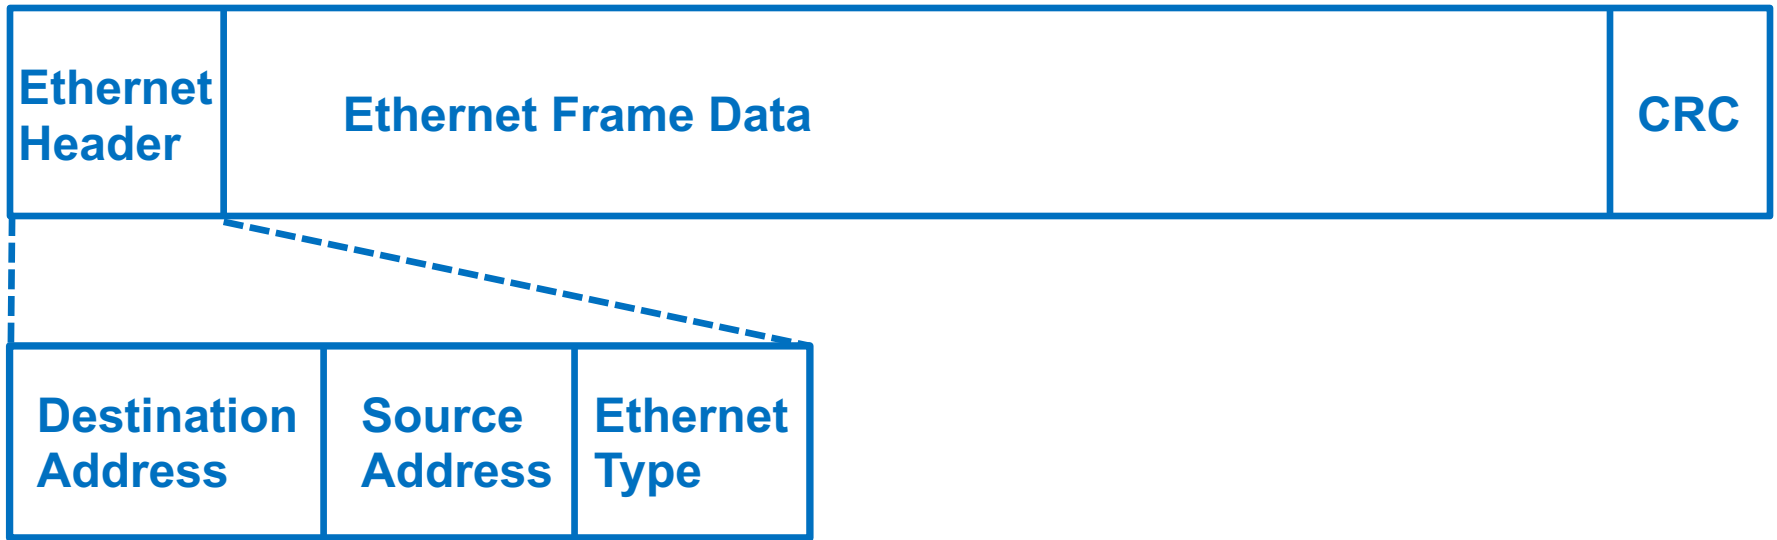 Ethernet
Header
Ethernet Frame Data
CRC
Destination
Address
Source
Address
Ethernet
Type